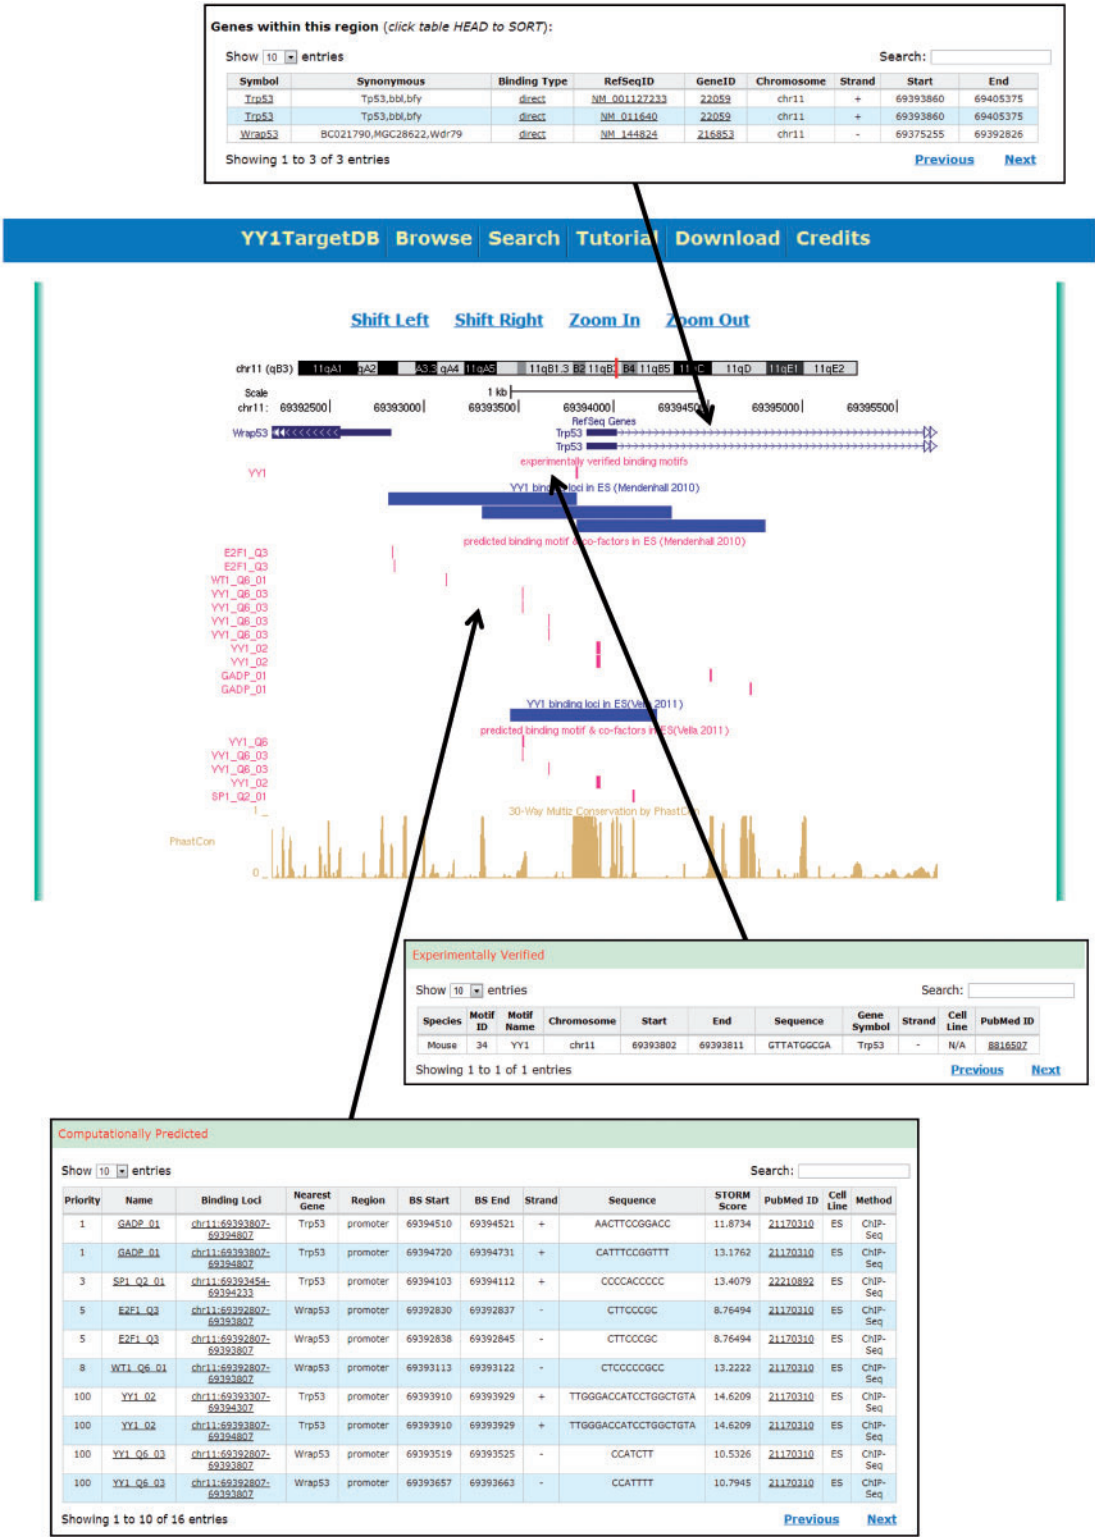 Genes within this region (click table HEAD to SORT):
Show 10 entries Search:
Symbol Synonymous Binding Type RefSeqID GeneID Chromosome Strand Start End
Trp53 Tp53,bbl,bfy direct NM_001127233 22059 chr11 + 69393860 69405375
Trp53 Tp53,bbl,bfy direct NM_011640 22059 chr11 + 69393860 69405375
Wrap53 BC021790,MGC28622,Wdr79 direct NM_144824 216853 chr11 - 69375255 69392826
Showing 1 to 3 of 3 entries Previous Next
YY1TargetDB Browse Search Tutorial Download Credits
Shift Left Shift Right Zoom In Zoom Out
chr11 (qB3) 11qA1 qA2 A3.3 qA4 11qA5 11qB1.3 B2 11qB3 B4 11qB5 11qC 11qD 11qE1 11qE2
Scale 1 kb
chr11: 69392500 69393000 69393500 69394000 69394500 69395000 69395500
RefSeq Genes
Wrap53 Trp53
Trp53
experimentally verified binding motifs
YY1
YY1 binding loci in ES (Mendenhall 2010)
predicted binding motif & co-factors in ES (Mendenhall 2010)
E2F1_Q3
E2F1_Q3
WT1_Q6_01
YY1_Q6_03
YY1_Q6_03
YY1_Q6_03
YY1_Q6_03
YY1_02
YY1_02
GADP_01
GADP_01
YY1 binding loci in ES(Vella 2011)
predicted binding motif & co-factors in ES(Vella 2011)
YY1_Q6
YY1_Q6_03
YY1_Q6_03
YY1_02
SP1_Q2_01
30-Way Multiz Conservation by PhastCon
1
PhastCon
0
Experimentally Verified
Show 10 entries Search:
Species Motif ID Motif Name Chromosome Start End Sequence Gene Symbol Strand Cell Line PubMed ID
Mouse 34 YY1 chr11 69393802 69393811 GTTATGGCGA Trp53 - N/A 8816507
Showing 1 to 1 of 1 entries Previous Next
Computationally Predicted
Show 10 entries Search:
Priority Name Binding Loci Nearest Gene Region BS Start BS End Strand Sequence STORM Score PubMed ID Cell Line Method
1 GADP_01 chr11:69393807-69394807 Trp53 promoter 69394510 69394521 + AACTTCCGGACC 11.8734 21170310 ES ChIP-Seq
1 GADP_01 chr11:69393807-69394807 Trp53 promoter 69394720 69394731 + CATTTCCGGTTT 13.1762 21170310 ES ChIP-Seq
3 SP1_Q2_01 chr11:69393454-69394233 Trp53 promoter 69394103 69394112 + CCCCACCCCC 13.4079 22210892 ES ChIP-Seq
5 E2F1_Q3 chr11:69392807-69393807 Wrap53 promoter 69392830 69392837 - CTTCCCGC 8.76494 21170310 ES ChIP-Seq
5 E2F1_Q3 chr11:69392807-69393807 Wrap53 promoter 69392838 69392845 - CTTCCCGC 8.76494 21170310 ES ChIP-Seq
8 WT1_Q6_01 chr11:69392807-69393807 Wrap53 promoter 69393113 69393122 - CTCCCCCGCC 13.2222 21170310 ES ChIP-Seq
100 YY1_02 chr11:69393307-69394307 Trp53 promoter 69393910 69393929 + TTGGGACCATCCTGGCTGTA 14.6209 21170310 ES ChIP-Seq
100 YY1_02 chr11:69393807-69394807 Trp53 promoter 69393910 69393929 + TTGGGACCATCCTGGCTGTA 14.6209 21170310 ES ChIP-Seq
100 YY1_Q6_03 chr11:69392807-69393807 Wrap53 promoter 69393519 69393525 - CCATCTT 10.5326 21170310 ES ChIP-Seq
100 YY1_Q6_03 chr11:69392807-69393807 Wrap53 promoter 69393657 69393663 - CCATTTT 10.7945 21170310 ES ChIP-Seq
Showing 1 to 10 of 16 entries Previous Next